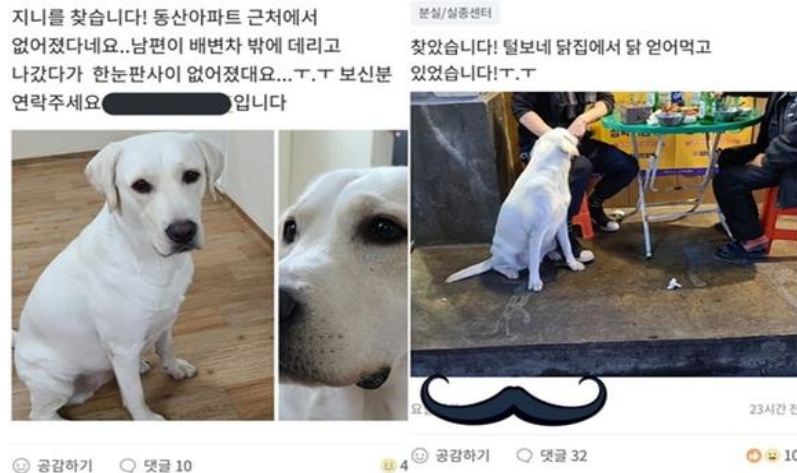 지니를 찾습니다! 동산아파트 근처에서
없어졌다네요..남편이 배변차 밖에 데리고
나갔다가 한눈판사이 없어졌대요...ㅜ.ㅜ 보신분
연락주세요 입니다
공감하기 댓글 10
4
분실/실종센터
찾았습니다! 털보네 닭집에서 닭 얻어먹고
있었습니다!ㅜ.ㅜ
23시간 전
공감하기 댓글 32
10